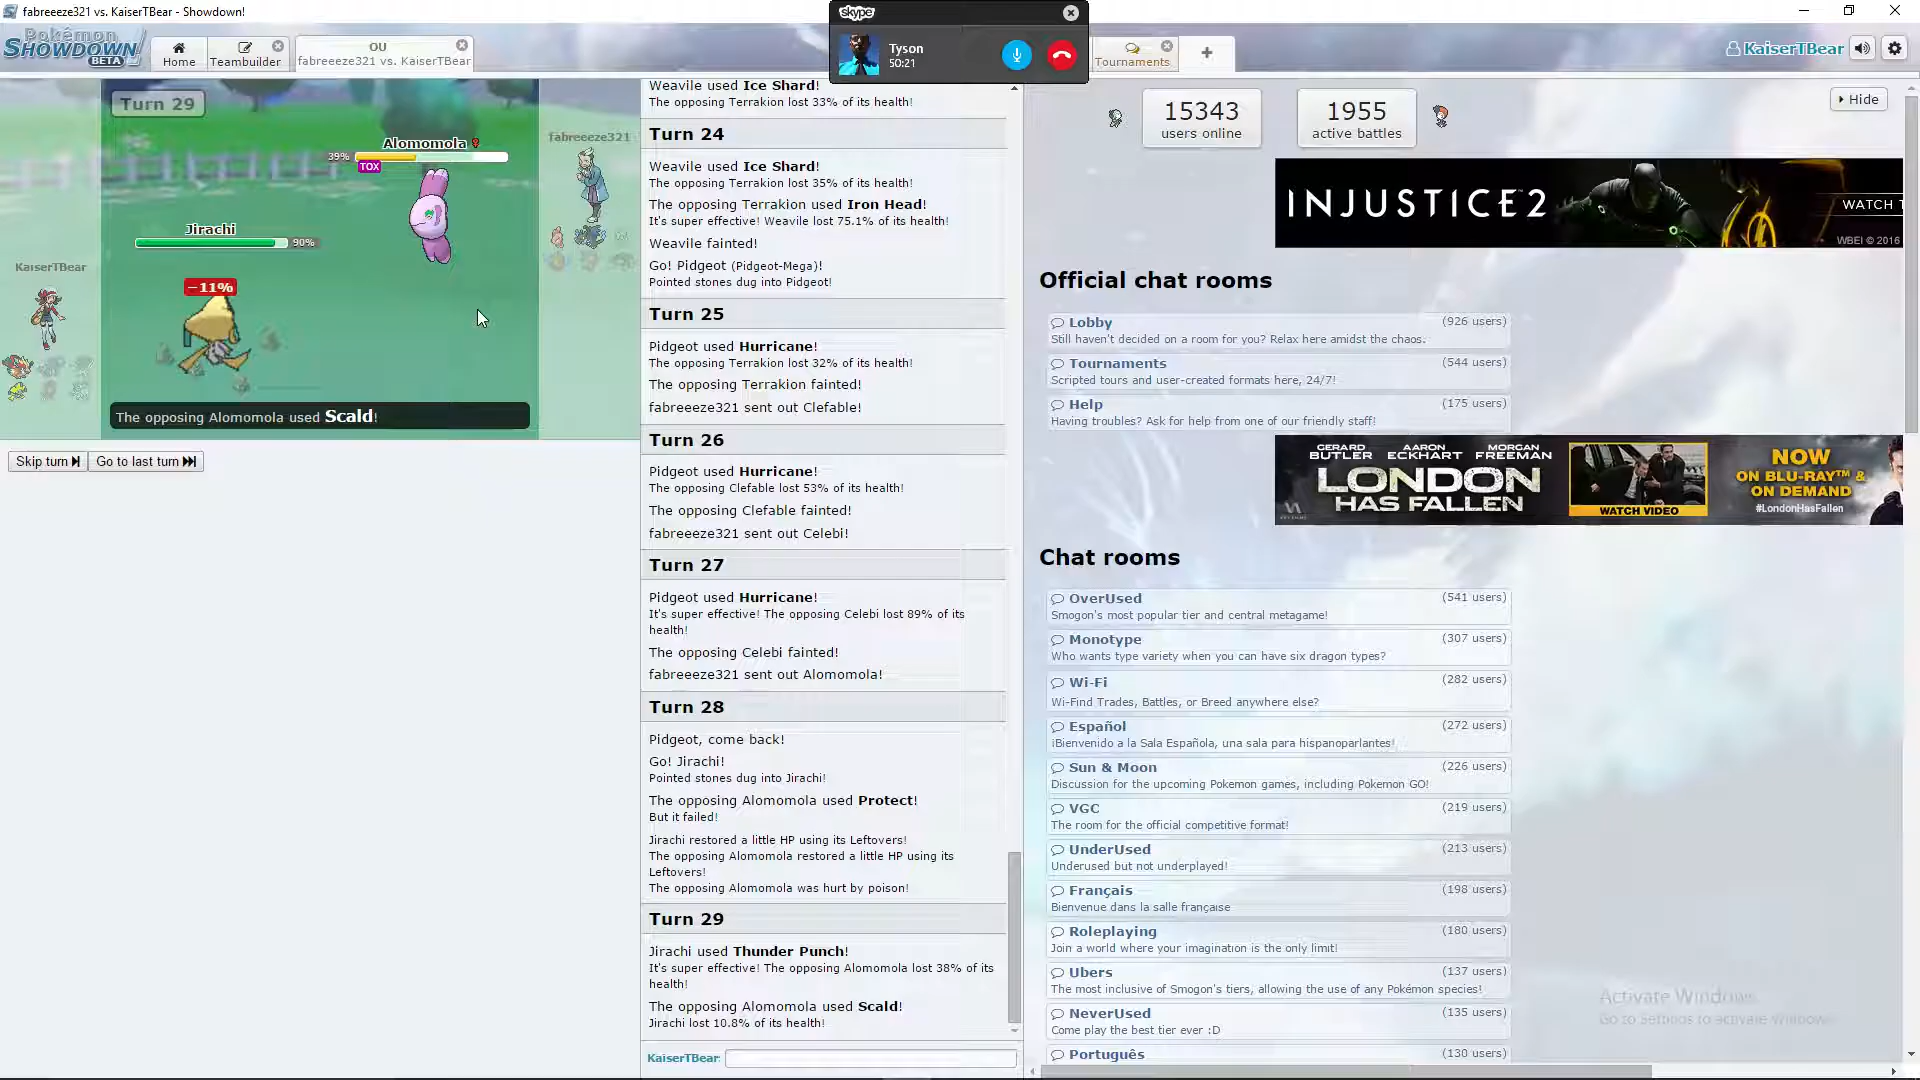 fabreeeze321 vs. KaiserTBear - Showdown!
Pokémon
SHOWDOWN
BETA
Home
Teambuilder
OU
fabreeeze321 vs. KaiserTBear
skype
Tyson
50:21
Tournaments
+
KaiserTBear
Turn 29
Alomomola
39%
TOX
fabreeeze321
Jirachi
90%
KaiserTBear
−11%
The opposing Alomomola used Scald!
Skip turn
Go to last turn
Weavile used Ice Shard!
The opposing Terrakion lost 33% of its health!
Turn 24
Weavile used Ice Shard!
The opposing Terrakion lost 35% of its health!
The opposing Terrakion used Iron Head!
It's super effective! Weavile lost 75.1% of its health!
Weavile fainted!
Go! Pidgeot (Pidgeot-Mega)!
Pointed stones dug into Pidgeot!
Turn 25
Pidgeot used Hurricane!
The opposing Terrakion lost 32% of its health!
The opposing Terrakion fainted!
fabreeeze321 sent out Clefable!
Turn 26
Pidgeot used Hurricane!
The opposing Clefable lost 53% of its health!
The opposing Clefable fainted!
fabreeeze321 sent out Celebi!
Turn 27
Pidgeot used Hurricane!
It's super effective! The opposing Celebi lost 89% of its
health!
The opposing Celebi fainted!
fabreeeze321 sent out Alomomola!
Turn 28
Pidgeot, come back!
Go! Jirachi!
Pointed stones dug into Jirachi!
The opposing Alomomola used Protect!
But it failed!
Jirachi restored a little HP using its Leftovers!
The opposing Alomomola restored a little HP using its
Leftovers!
The opposing Alomomola was hurt by poison!
Turn 29
Jirachi used Thunder Punch!
It's super effective! The opposing Alomomola lost 38% of its
health!
The opposing Alomomola used Scald!
Jirachi lost 10.8% of its health!
KaiserTBear:
15343
users online
1955
active battles
Hide
INJUSTICE 2
WATCH T
WBEI © 2016
Official chat rooms
Lobby (926 users)
Still haven't decided on a room for you? Relax here amidst the chaos.
Tournaments (544 users)
Scripted tours and user-created formats here, 24/7!
Help (175 users)
Having troubles? Ask for help from one of our friendly staff!
GERARD BUTLER AARON ECKHART MORGAN FREEMAN
LONDON
HAS FALLEN
WATCH VIDEO
NOW
ON BLU-RAY™ &
ON DEMAND
#LondonHasFallen
Chat rooms
OverUsed (541 users)
Smogon's most popular tier and central metagame!
Monotype (307 users)
Who wants type variety when you can have six dragon types?
Wi-Fi (282 users)
Wi-Find Trades, Battles, or Breed anywhere else?
Español (272 users)
¡Bienvenido a la Sala Española, una sala para hispanoparlantes!
Sun & Moon (226 users)
Discussion for the upcoming Pokemon games, including Pokemon GO!
VGC (219 users)
The room for the official competitive format!
UnderUsed (213 users)
Underused but not underplayed!
Français (198 users)
Bienvenue dans la salle française
Roleplaying (180 users)
Join a world where your imagination is the only limit!
Ubers (137 users)
The most inclusive of Smogon's tiers, allowing the use of any Pokémon species!
NeverUsed (135 users)
Come play the best tier ever :D
Português (130 users)
Activate Windows
Go to Settings to activate Windows.